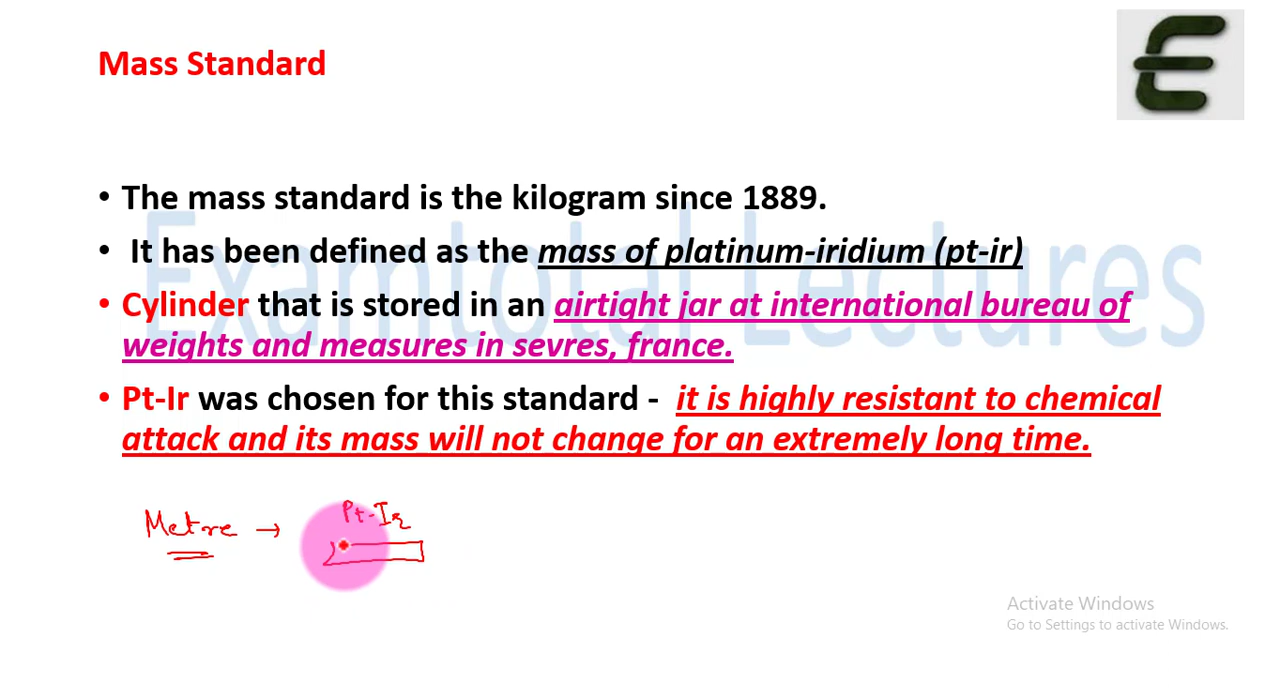 Mass Standard
• The mass standard is the kilogram since 1889.
• It has been defined as the mass of platinum-iridium (pt-ir)
• Cylinder that is stored in an airtight jar at international bureau of
weights and measures in sevres, france.
• Pt-Ir was chosen for this standard - it is highly resistant to chemical
attack and its mass will not change for an extremely long time.
Examtotal Lectures
Metre → Pt-Ir
Activate Windows
Go to Settings to activate Windows.